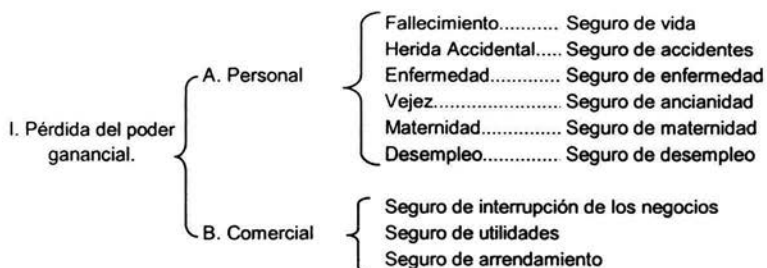 Fallecimiento........... Seguro de vida
Herida Accidental..... Seguro de accidentes
A. Personal
Enfermedad............ Seguro de enfermedad
Vejez....................... Seguro de ancianidad
I. Pérdida del poder
Maternidad............... Seguro de maternidad
ganancial.
Desempleo.............. Seguro de desempleo
Seguro de interrupción de los negocios
B. Comercial
Seguro de utilidades
Seguro de arrendamiento